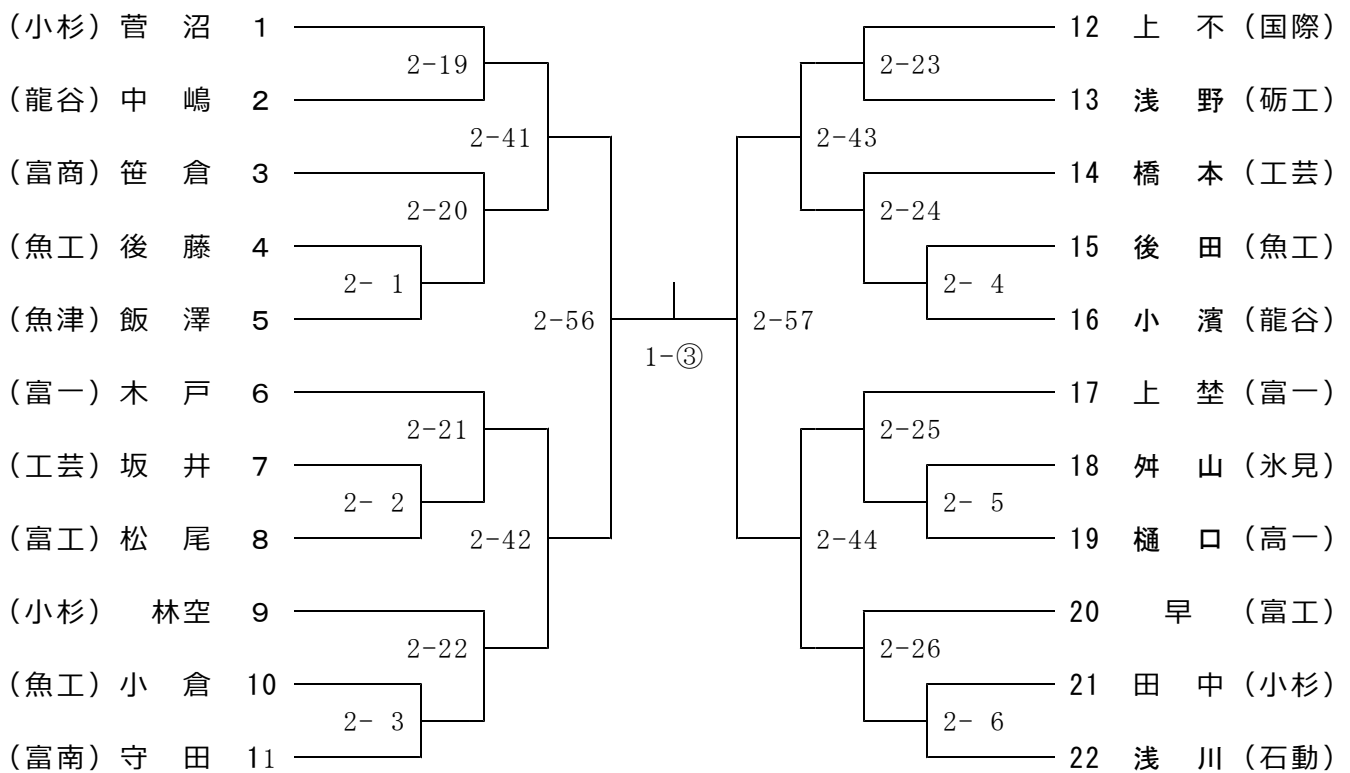 (小杉) 菅 沼 1
2-19
(龍谷) 中 嶋 2
2-41
(富商) 笹 倉 3
2-20
(魚工) 後 藤 4
2- 1
(魚津) 飯 澤 5
2-56
(富一) 木 戸 6
2-21
(工芸) 坂 井 7
2- 2
(富工) 松 尾 8
2-42
(小杉) 林空 9
2-22
(魚工) 小 倉 10
2- 3
(富南) 守 田 11
1-③
12 上 不 (国際)
2-23
13 浅 野 (砺工)
2-43
14 橋 本 (工芸)
2-24
15 後 田 (魚工)
2- 4
16 小 濱 (龍谷)
2-57
17 上 埜 (富一)
2-25
18 舛 山 (氷見)
2- 5
19 樋 口 (高一)
2-44
20 早 (富工)
2-26
21 田 中 (小杉)
2- 6
22 浅 川 (石動)